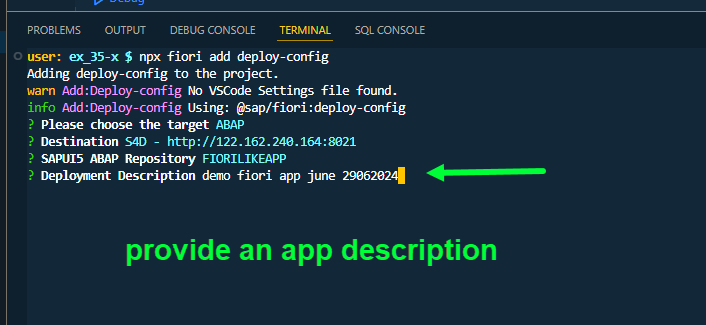 Debug
PROBLEMS OUTPUT DEBUG CONSOLE TERMINAL SQL CONSOLE
user: ex_35-x $ npx fiori add deploy-config
Adding deploy-config to the project.
warn Add:Deploy-config No VSCode Settings file found.
info Add:Deploy-config Using: @sap/fiori:deploy-config
? Please choose the target ABAP
? Destination S4D - http://122.162.240.164:8021
? SAPUI5 ABAP Repository FIORILIKEAPP
? Deployment Description demo fiori app june 29062024
provide an app description